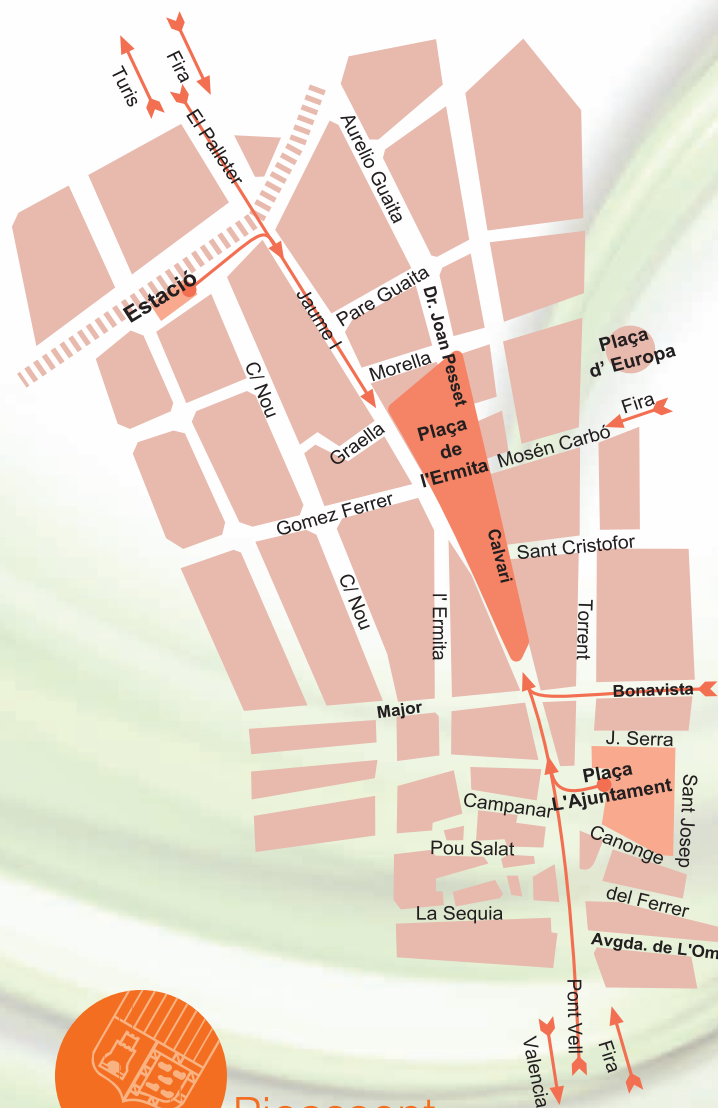 Fira
Turis
El Palleter
Aurelio Guaita
Estació
Pare Guaita
Jaume I
Dr. Joan Pesset
Plaça
d' Europa
Morella
C/ Nou
Fira
Plaça
de
l'Ermita
Graella
Mosén Carbó
Gomez Ferrer
Calvari
Sant Cristofor
C/ Nou
l' Ermita
Torrent
Bonavista
Major
J. Serra
Plaça
L'Ajuntament
Sant Josep
Campanar
Canonge
Pou Salat
del Ferrer
La Sequia
Avgda. de L'Om
Pont Vell
Valencia
Fira